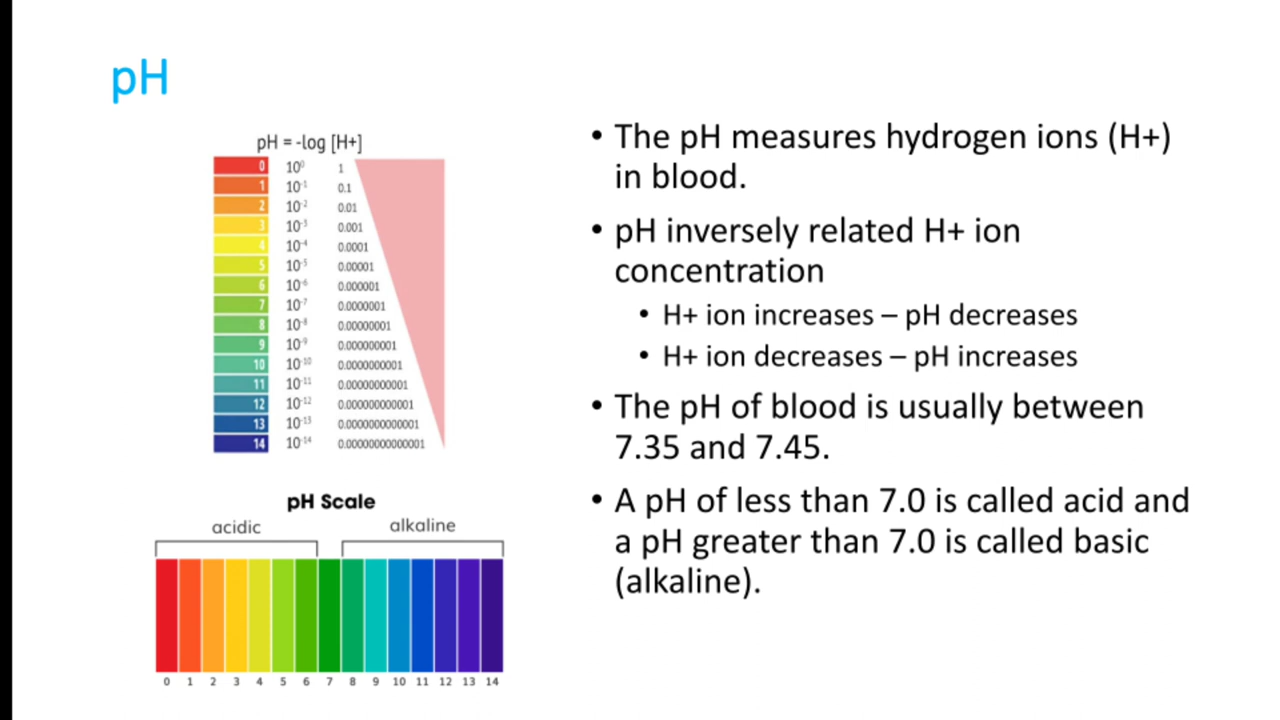 pH
pH = -log [H+]
0 10⁰ 1
1 10⁻¹ 0.1
2 10⁻² 0.01
3 10⁻³ 0.001
4 10⁻⁴ 0.0001
5 10⁻⁵ 0.00001
6 10⁻⁶ 0.000001
7 10⁻⁷ 0.0000001
8 10⁻⁸ 0.00000001
9 10⁻⁹ 0.000000001
10 10⁻¹⁰ 0.0000000001
11 10⁻¹¹ 0.00000000001
12 10⁻¹² 0.000000000001
13 10⁻¹³ 0.0000000000001
14 10⁻¹⁴ 0.00000000000001
pH Scale
acidic alkaline
0 1 2 3 4 5 6 7 8 9 10 11 12 13 14
• The pH measures hydrogen ions (H+)
in blood.
• pH inversely related H+ ion
concentration
• H+ ion increases – pH decreases
• H+ ion decreases – pH increases
• The pH of blood is usually between
7.35 and 7.45.
• A pH of less than 7.0 is called acid and
a pH greater than 7.0 is called basic
(alkaline).